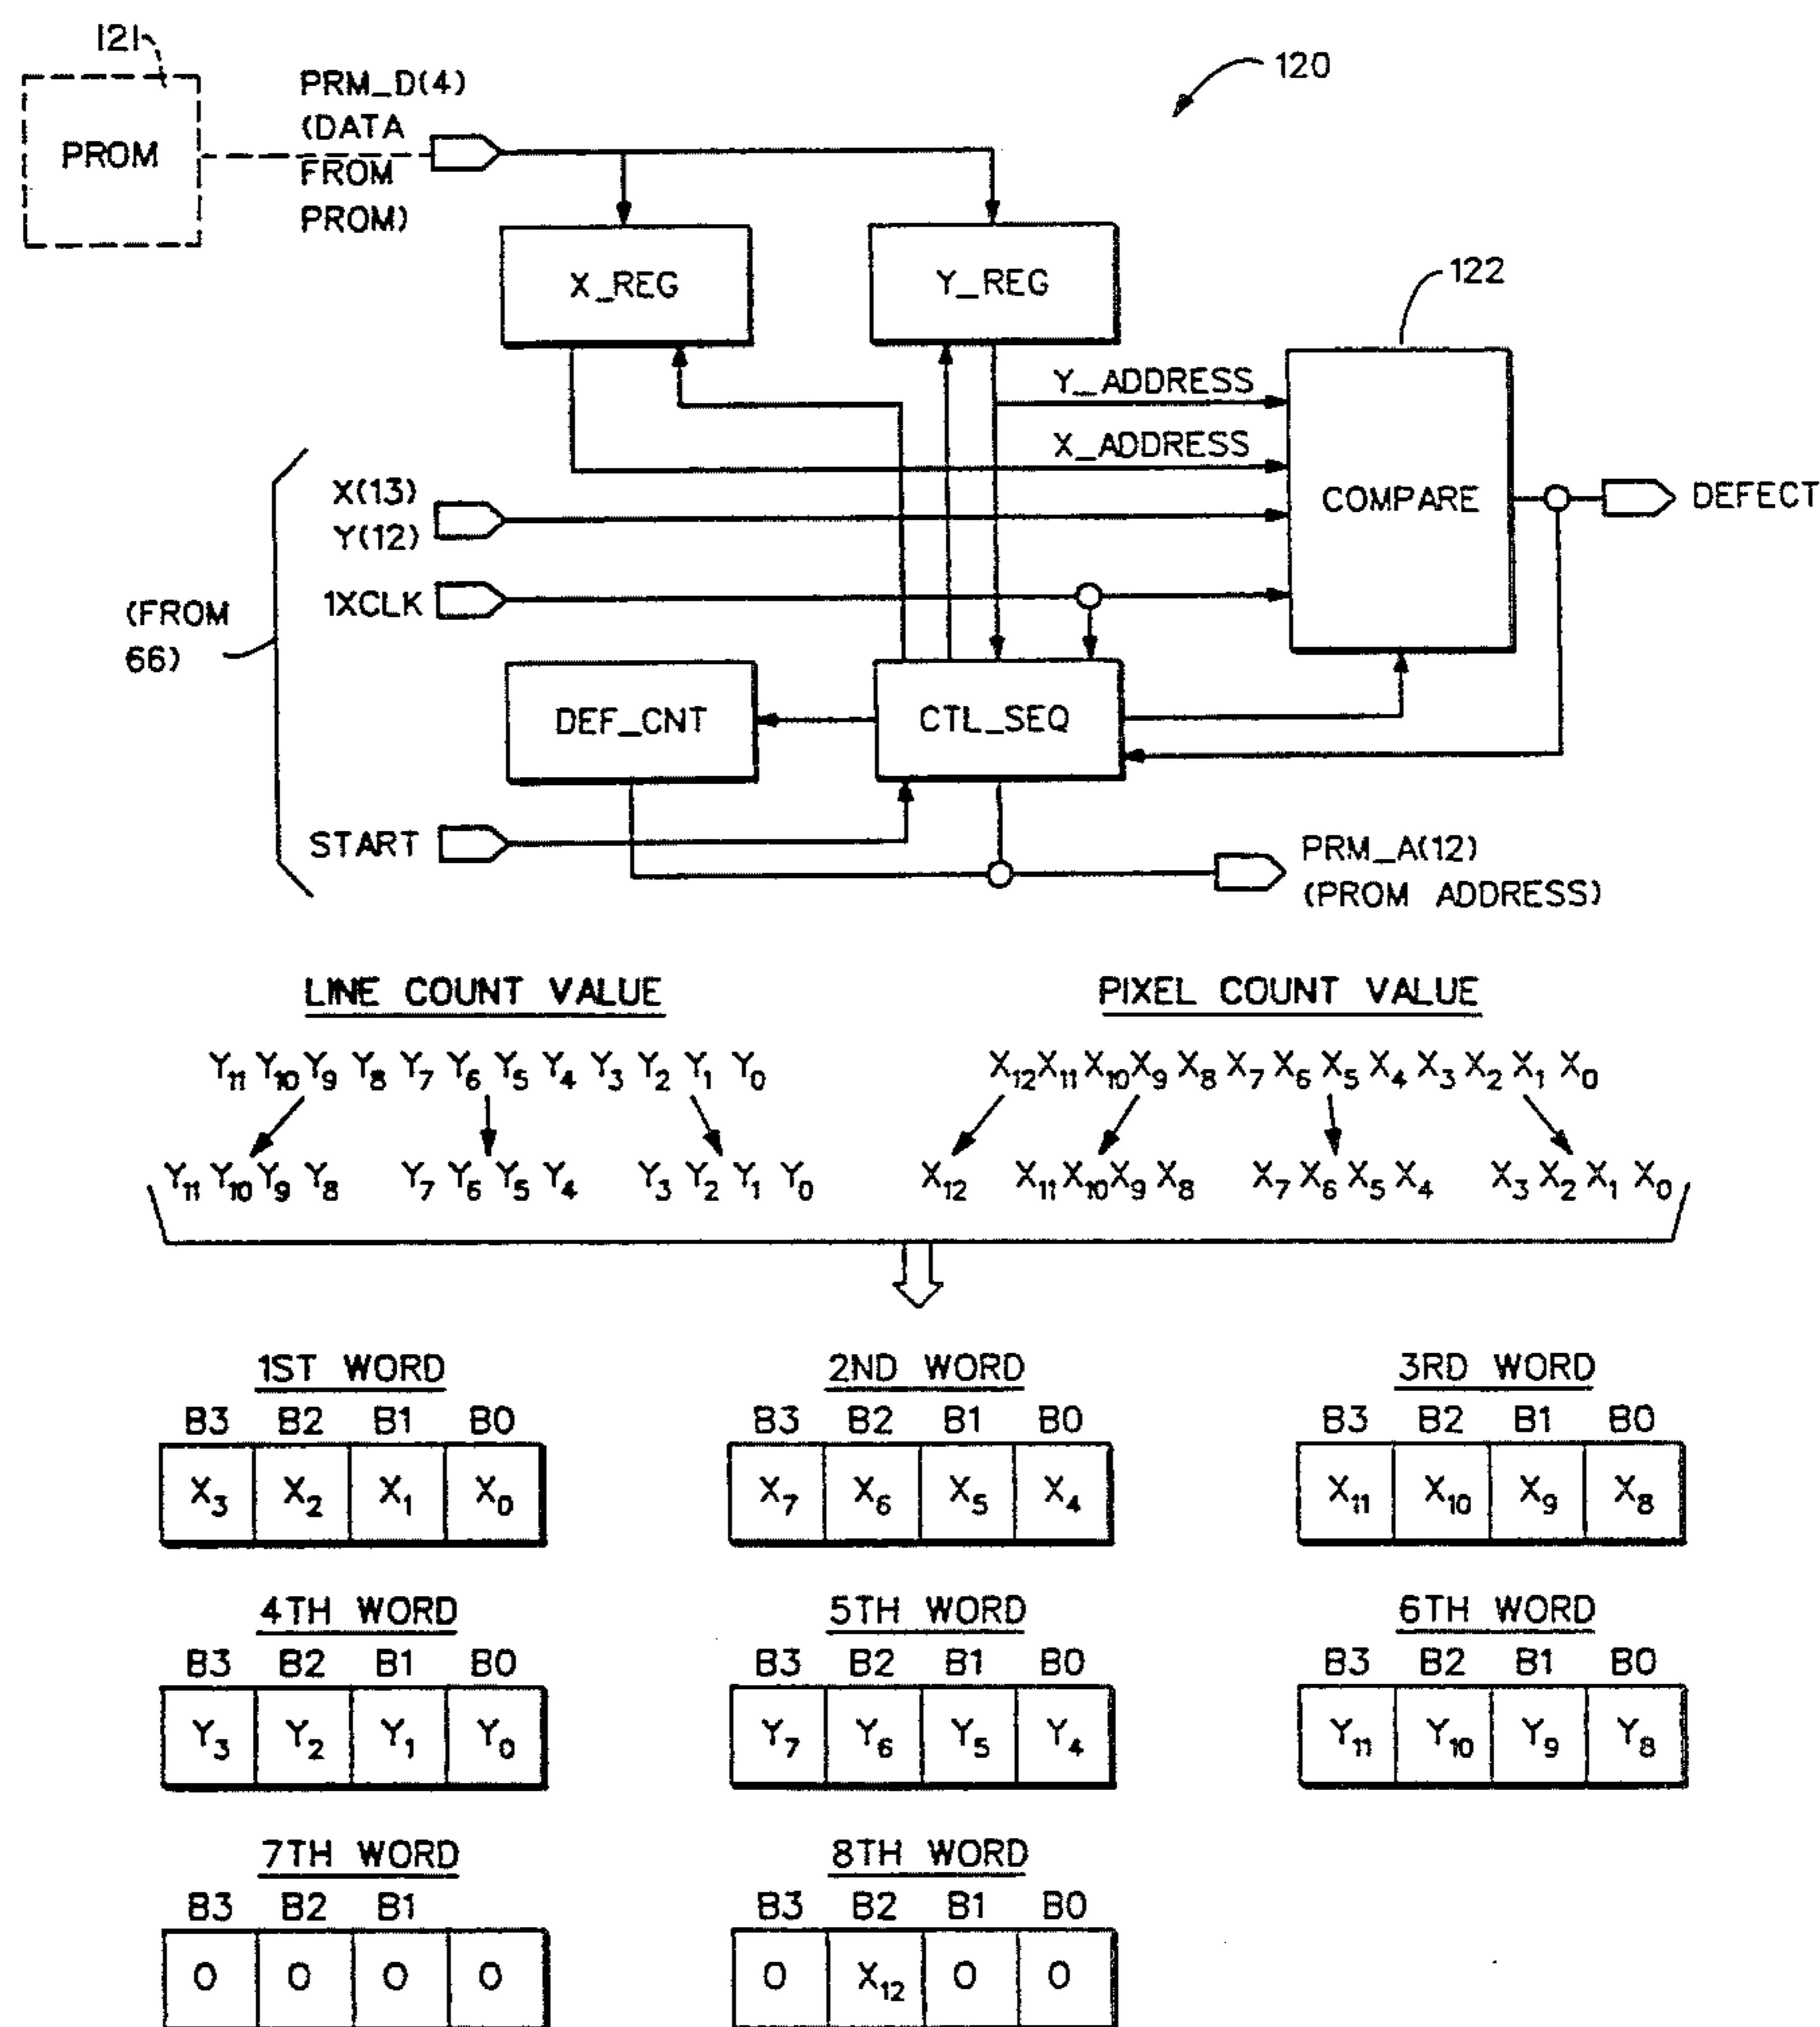 121
120
PROM
PRM_D(4)
(DATA
FROM
PROM)
X_REG
Y_REG
122
Y_ADDRESS
X_ADDRESS
COMPARE
DEFECT
X(13)
Y(12)
1XCLK
(FROM
66)
DEF_CNT
CTL_SEQ
START
PRM_A(12)
(PROM ADDRESS)
LINE COUNT VALUE
PIXEL COUNT VALUE
Y₁₁ Y₁₀ Y₉ Y₈ Y₇ Y₆ Y₅ Y₄ Y₃ Y₂ Y₁ Y₀
X₁₂ X₁₁ X₁₀ X₉ X₈ X₇ X₆ X₅ X₄ X₃ X₂ X₁ X₀
Y₁₁ Y₁₀ Y₉ Y₈ Y₇ Y₆ Y₅ Y₄ Y₃ Y₂ Y₁ Y₀
X₁₂ X₁₁ X₁₀ X₉ X₈ X₇ X₆ X₅ X₄ X₃ X₂ X₁ X₀
1ST WORD
B3 B2 B1 B0
X₃ X₂ X₁ X₀
2ND WORD
B3 B2 B1 B0
X₇ X₆ X₅ X₄
3RD WORD
B3 B2 B1 B0
X₁₁ X₁₀ X₉ X₈
4TH WORD
B3 B2 B1 B0
Y₃ Y₂ Y₁ Y₀
5TH WORD
B3 B2 B1 B0
Y₇ Y₆ Y₅ Y₄
6TH WORD
B3 B2 B1 B0
Y₁₁ Y₁₀ Y₉ Y₈
7TH WORD
B3 B2 B1
0 0 0 0
8TH WORD
B3 B2 B1 B0
0 X₁₂ 0 0